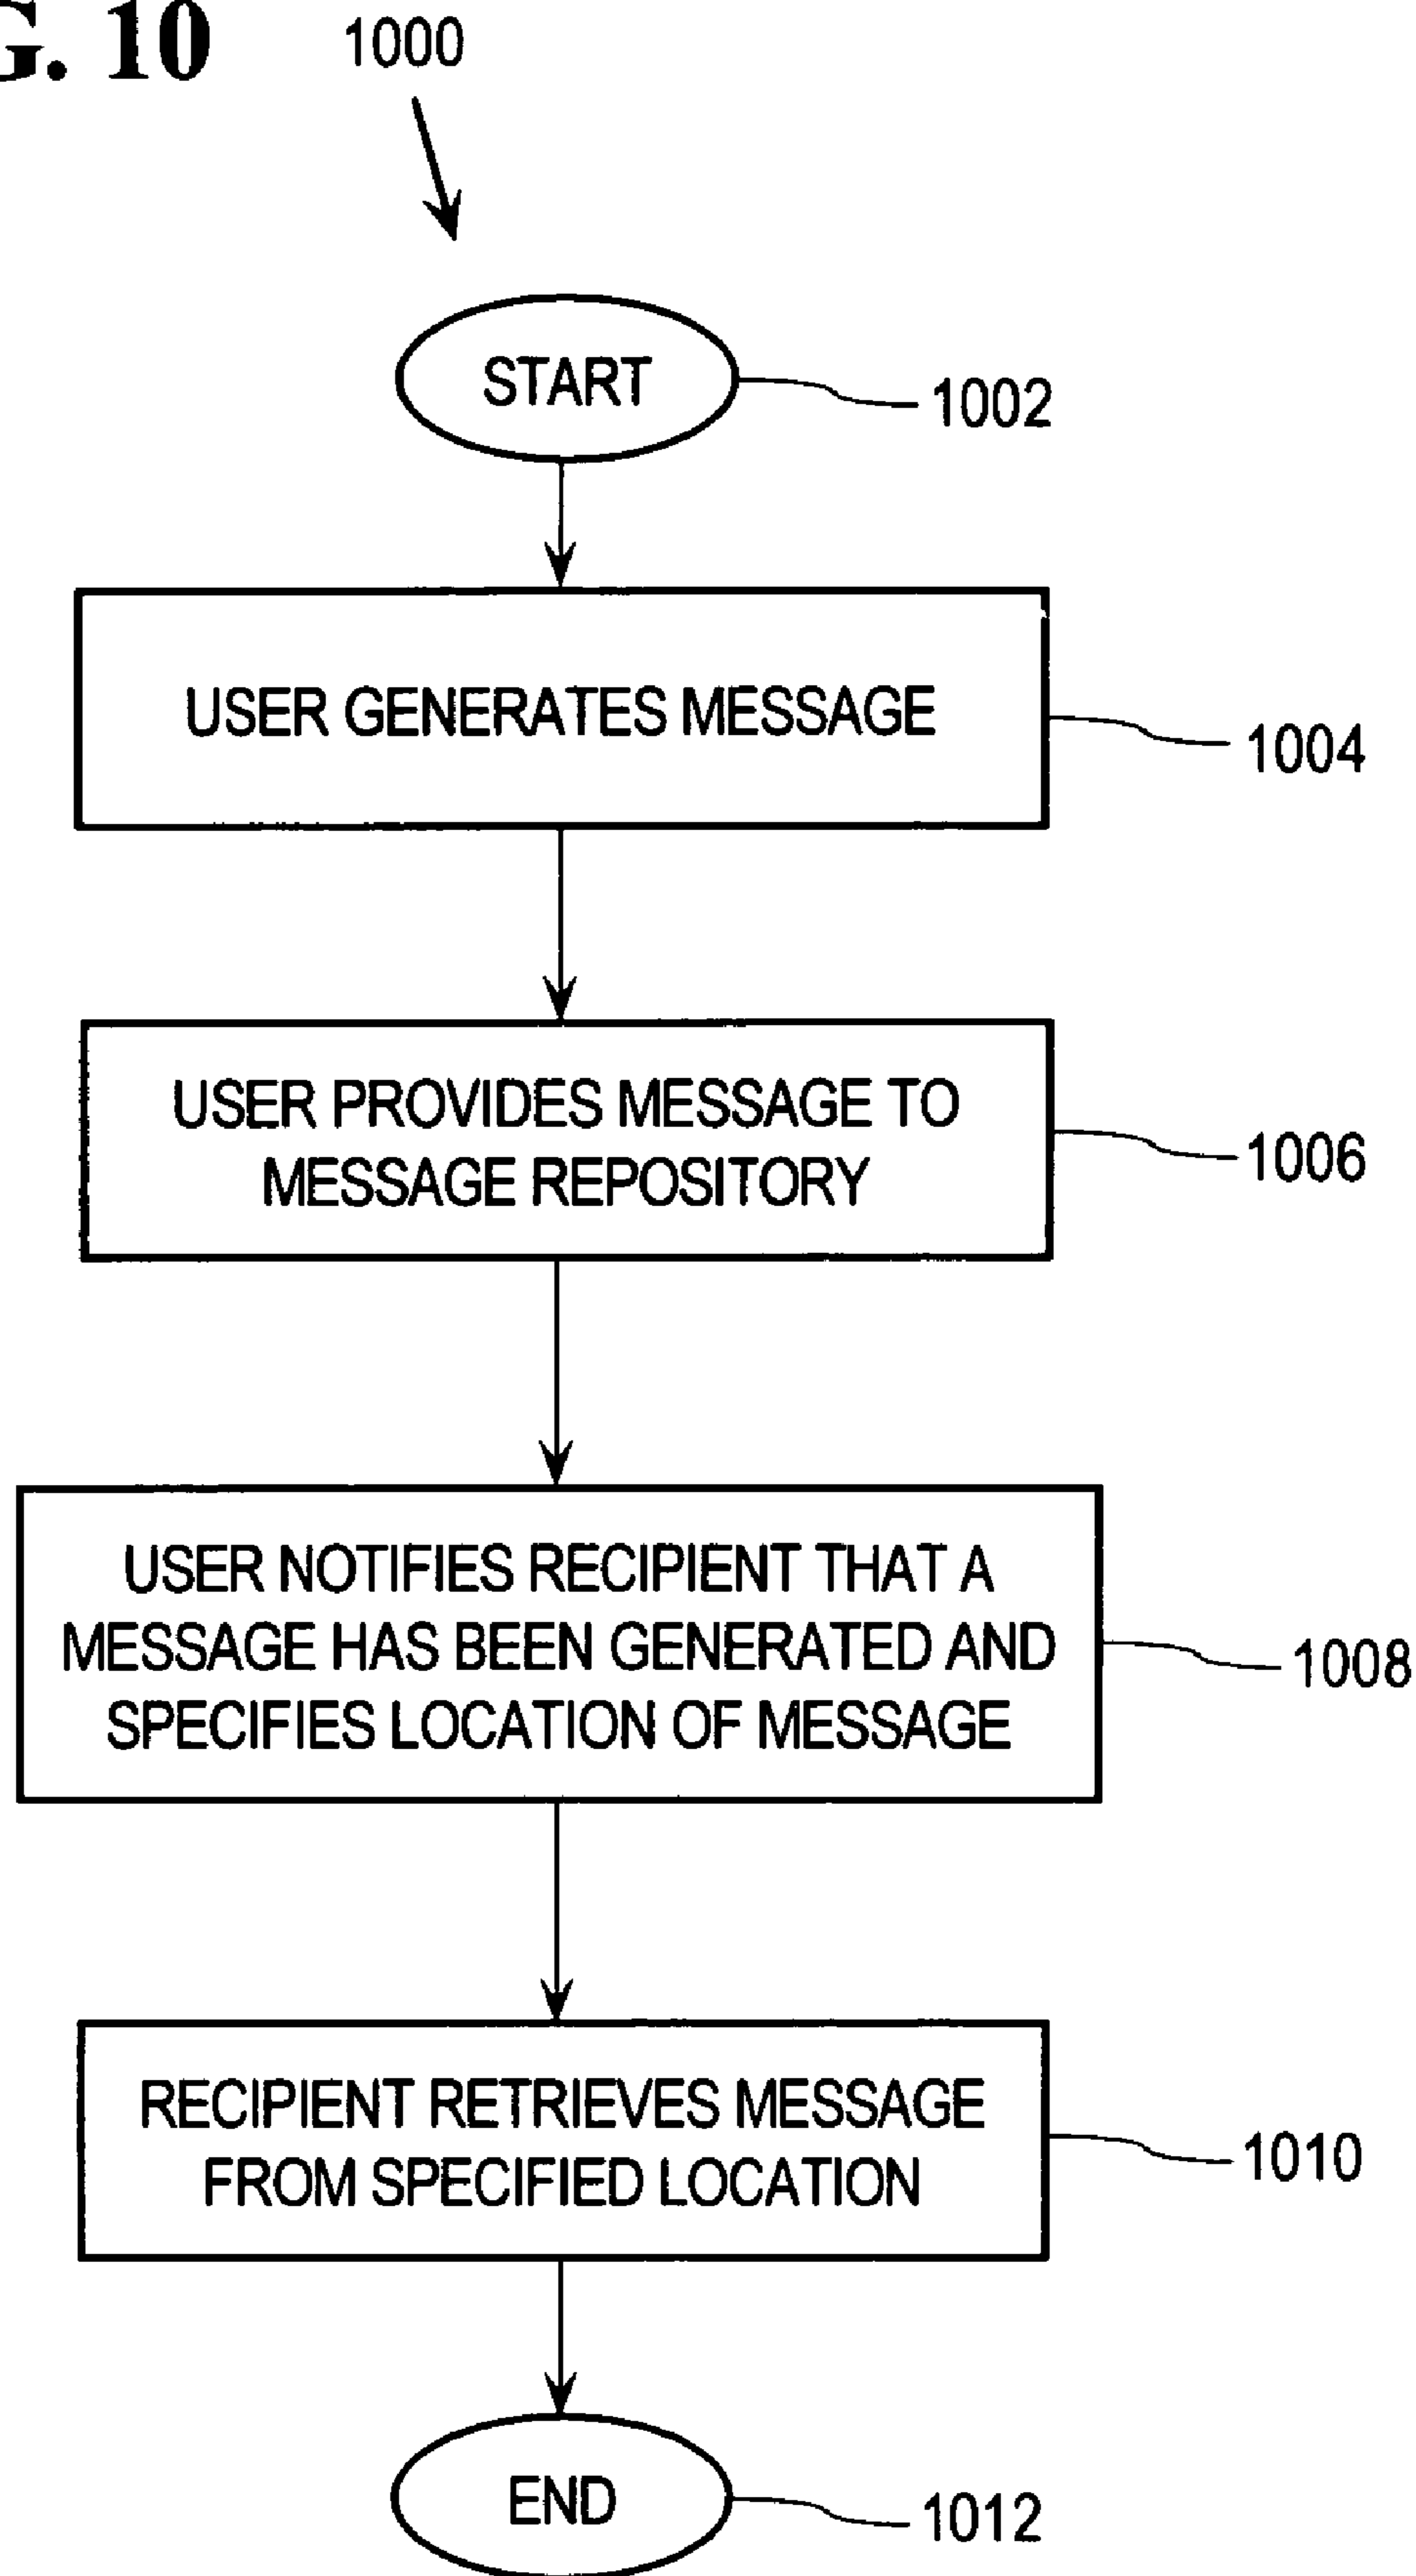 G. 10
1000
START
1002
USER GENERATES MESSAGE
1004
USER PROVIDES MESSAGE TO
MESSAGE REPOSITORY
1006
USER NOTIFIES RECIPIENT THAT A
MESSAGE HAS BEEN GENERATED AND
SPECIFIES LOCATION OF MESSAGE
1008
RECIPIENT RETRIEVES MESSAGE
FROM SPECIFIED LOCATION
1010
END
1012